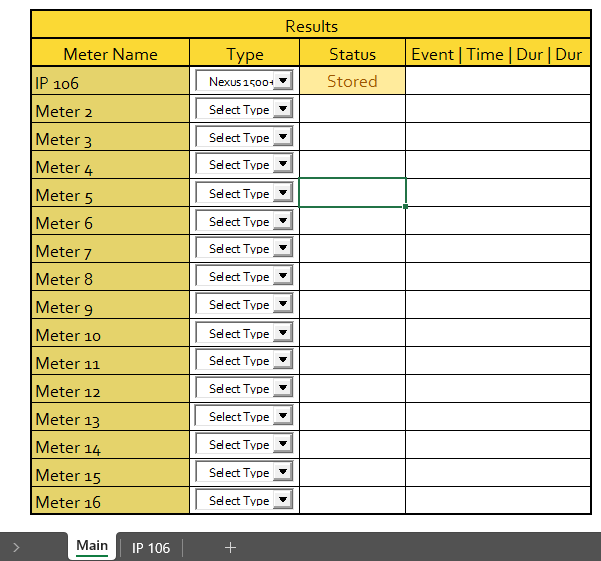 Results
Meter Name Type Status Event | Time | Dur | Dur
IP 106 Nexus 1500+ Stored
Meter 2 Select Type
Meter 3 Select Type
Meter 4 Select Type
Meter 5 Select Type
Meter 6 Select Type
Meter 7 Select Type
Meter 8 Select Type
Meter 9 Select Type
Meter 10 Select Type
Meter 11 Select Type
Meter 12 Select Type
Meter 13 Select Type
Meter 14 Select Type
Meter 15 Select Type
Meter 16 Select Type
Main IP 106